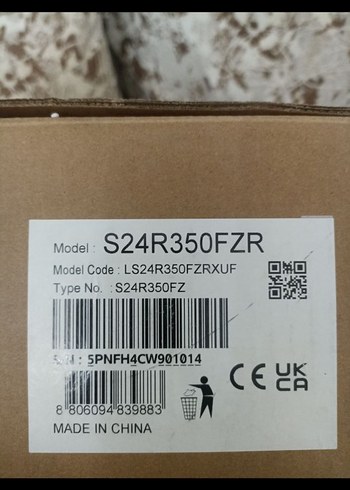 Model : S24R350FZR
Model Code : LS24R350FZRXUF
Type No. : S24R350FZ
S/N : 5PNFH4CW901014
CE UK CA
8 806094 839883
MADE IN CHINA